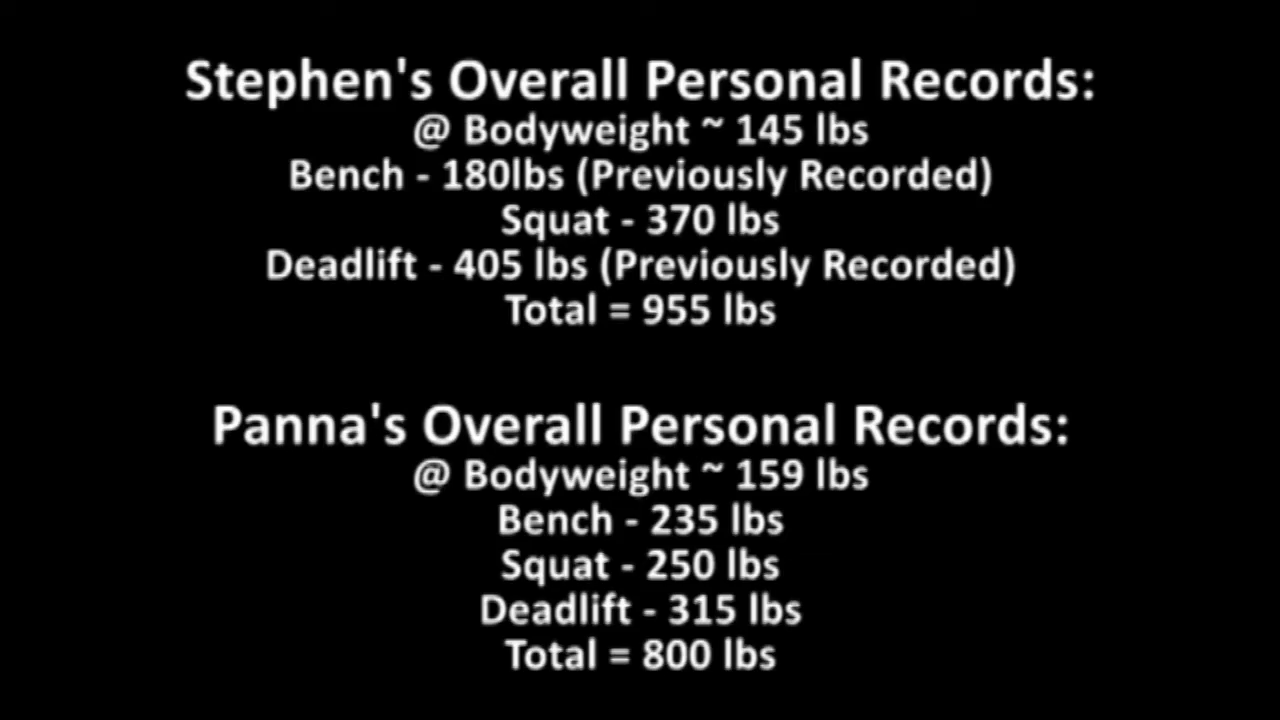 Stephen's Overall Personal Records:
@ Bodyweight ~ 145 lbs
Bench - 180lbs (Previously Recorded)
Squat - 370 lbs
Deadlift - 405 lbs (Previously Recorded)
Total = 955 lbs
Panna's Overall Personal Records:
@ Bodyweight ~ 159 lbs
Bench - 235 lbs
Squat - 250 lbs
Deadlift - 315 lbs
Total = 800 lbs